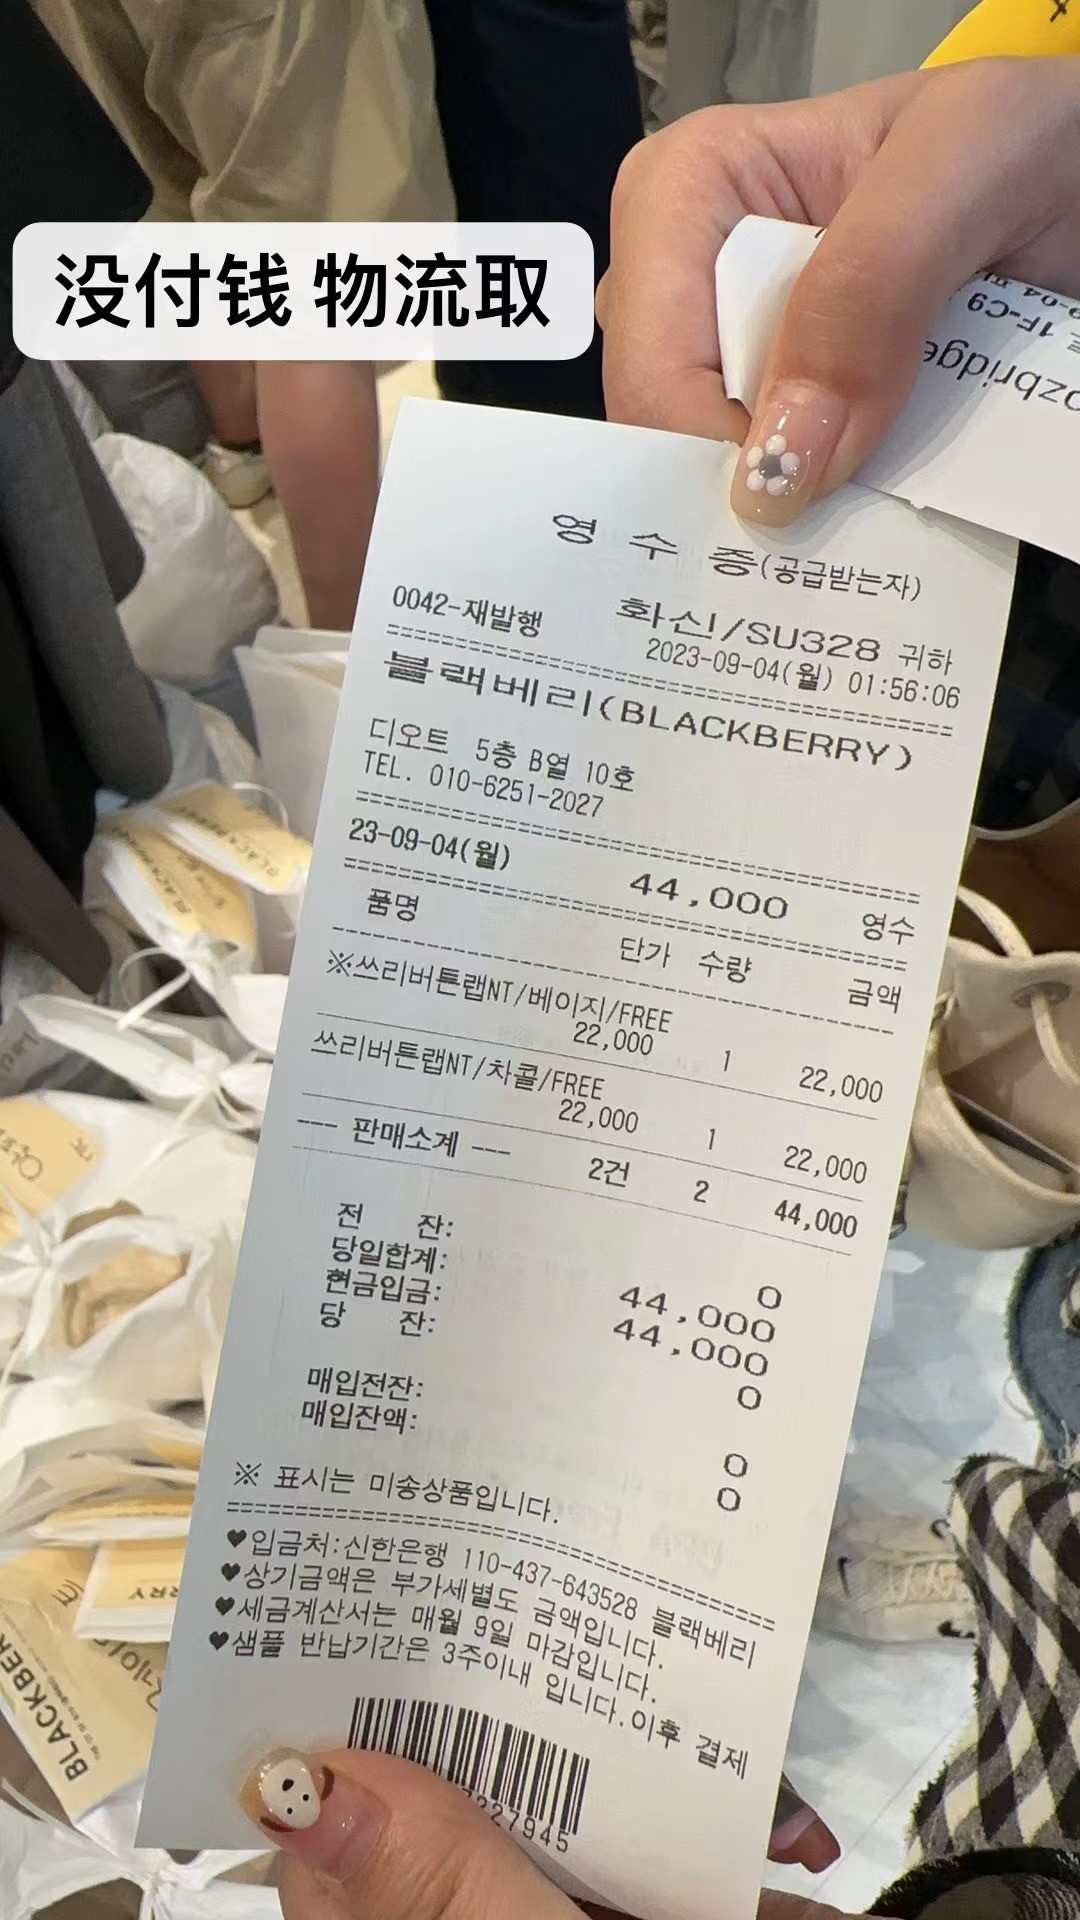 没付钱 物流取
ozbridge
1F-C9
영 수 증(공급받는자)
0042-재발행 화신/SU328 귀하
2023-09-04(월) 01:56:06
블랙베리(BLACKBERRY)
디오트 5층 B열 10호
TEL. 010-6251-2027
23-09-04(월) 44,000 영수
품명 단가 수량 금액
※쓰리버튼랩NT/베이지/FREE
22,000 1 22,000
쓰리버튼랩NT/차콜/FREE
22,000 1 22,000
--- 판매소계 --- 2건 2 44,000
전 잔: 0
당일합계: 44,000
현금입금: 44,000
당 잔: 0
매입전잔: 0
매입잔액: 0
※ 표시는 미송상품입니다.
♥입금처:신한은행 110-437-643528 블랙베리
♥상기금액은 부가세별도 금액입니다.
♥세금계산서는 매월 9일 마감입니다.
♥샘플 반납기간은 3주이내 입니다.이후 결제
7227945
BLACKBERRY
BLACKBER